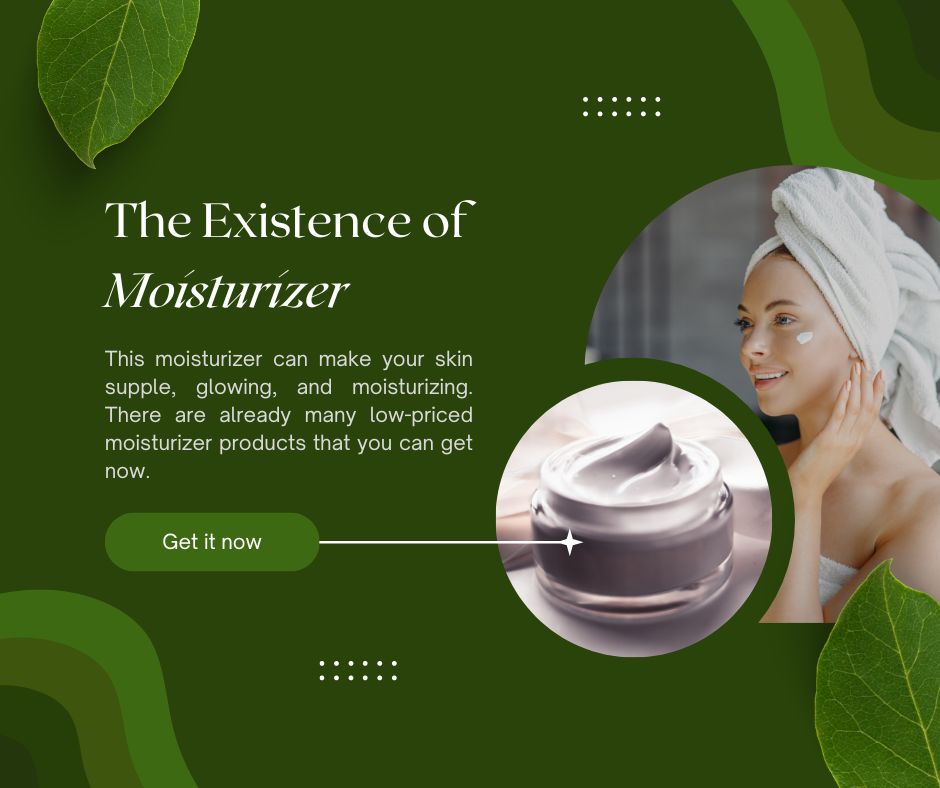 The Existence of
Moisturizer
This moisturizer can make your skin
supple, glowing, and moisturizing.
There are already many low-priced
moisturizer products that you can get
now.
Get it now